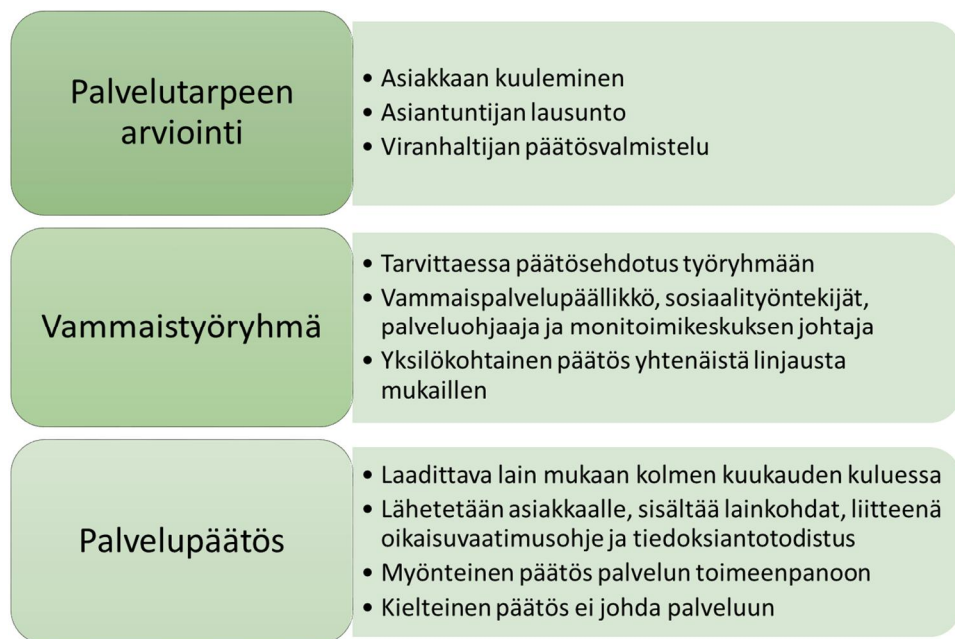 Palvelutarpeen
arviointi
• Asiakkaan kuuleminen
• Asiantuntijan lausunto
• Viranhaltijan päätösvalmistelu
Vammaistyöryhmä
• Tarvittaessa päätösehdotus työryhmään
• Vammaispalvelupäällikkö, sosiaalityöntekijät,
palveluohjaaja ja monitoimikeskuksen johtaja
• Yksilökohtainen päätös yhtenäistä linjausta
mukaillen
Palvelupäätös
• Laadittava lain mukaan kolmen kuukauden kuluessa
• Lähetetään asiakkaalle, sisältää lainkohdat, liitteenä
oikaisuvaatimusohje ja tiedoksiantotodistus
• Myönteinen päätös palvelun toimeenpanoon
• Kielteinen päätös ei johda palveluun